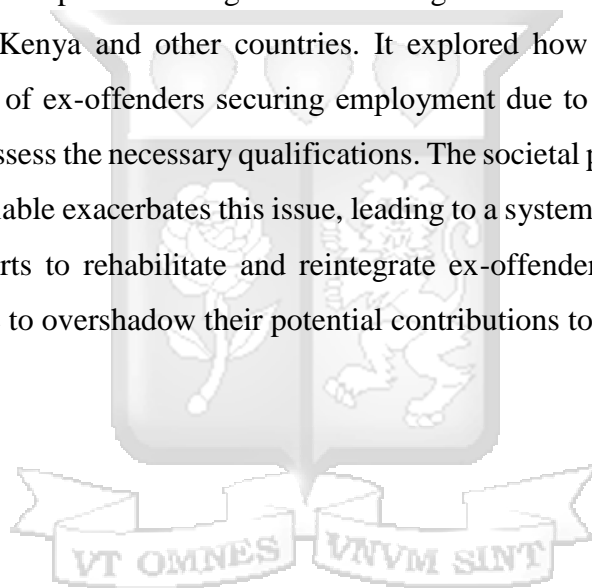 Kenya and other countries. It explored how
of ex-offenders securing employment due to
ssess the necessary qualifications. The societal p
iable exacerbates this issue, leading to a system
rts to rehabilitate and reintegrate ex-offender
to overshadow their potential contributions to
VT OMNES VNVM SINT